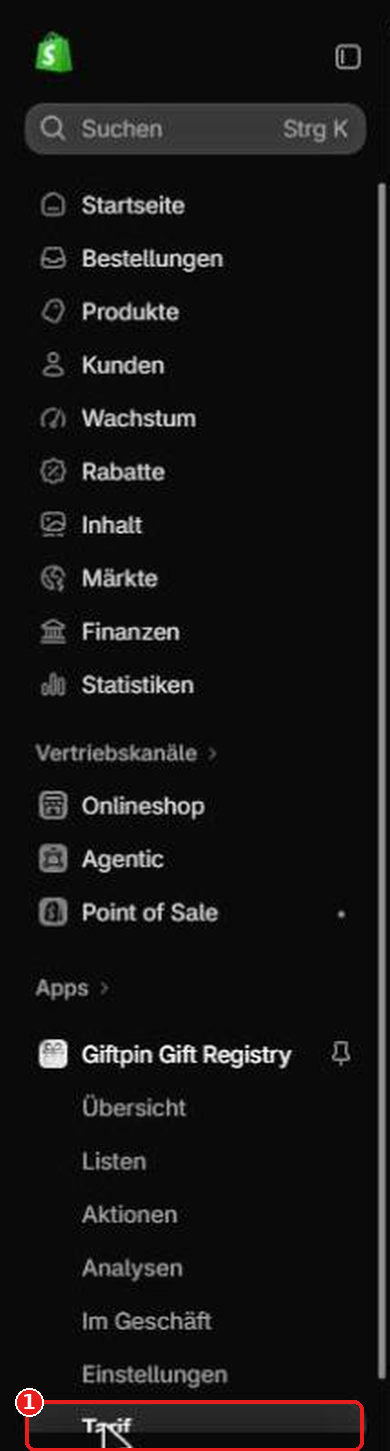 Suchen Strg K
Startseite
Bestellungen
Produkte
Kunden
Wachstum
Rabatte
Inhalt
Märkte
Finanzen
Statistiken
Vertriebskanäle
Onlineshop
Agentic
Point of Sale
Apps
Giftpin Gift Registry
Übersicht
Listen
Aktionen
Analysen
Im Geschäft
Einstellungen
1
Tarif